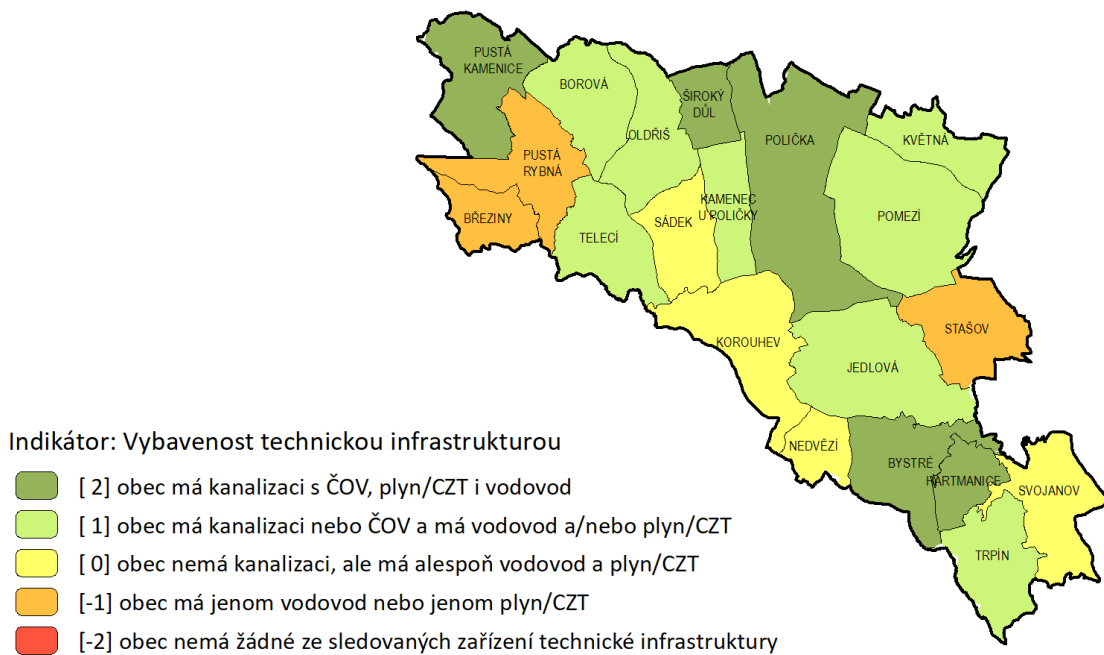 PUSTÁ
KAMENICE
BOROVÁ
ŠIROKÝ
DŮL
OLDŘIŠ
POLIČKA
KVĚTNÁ
PUSTÁ
RYBNÁ
KAMENEC
U POLIČKY
BŘEZINY
SÁDEK
POMEZÍ
TELECÍ
STAŠOV
KOROUHEV
JEDLOVÁ
NEDVĚZÍ
BYSTRÉ
HARTMANICE
SVOJANOV
TRPÍN
Indikátor: Vybavenost technickou infrastrukturou
[ 2] obec má kanalizaci s ČOV, plyn/CZT i vodovod
[ 1] obec má kanalizaci nebo ČOV a má vodovod a/nebo plyn/CZT
[ 0] obec nemá kanalizaci, ale má alespoň vodovod a plyn/CZT
[-1] obec má jenom vodovod nebo jenom plyn/CZT
[-2] obec nemá žádné ze sledovaných zařízení technické infrastruktury